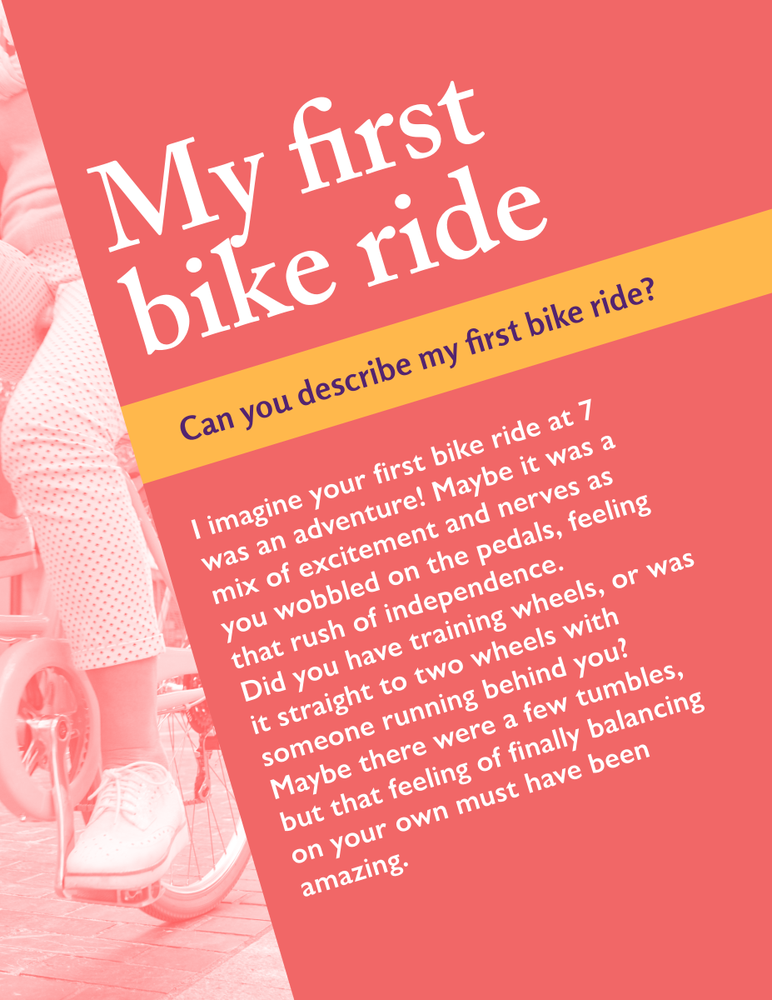 My first
bike ride
Can you describe my first bike ride?
I imagine your first bike ride at 7
was an adventure! Maybe it was a
mix of excitement and nerves as
you wobbled on the pedals, feeling
that rush of independence.
Did you have training wheels, or was
it straight to two wheels with
someone running behind you?
Maybe there were a few tumbles,
but that feeling of finally balancing
on your own must have been
amazing.